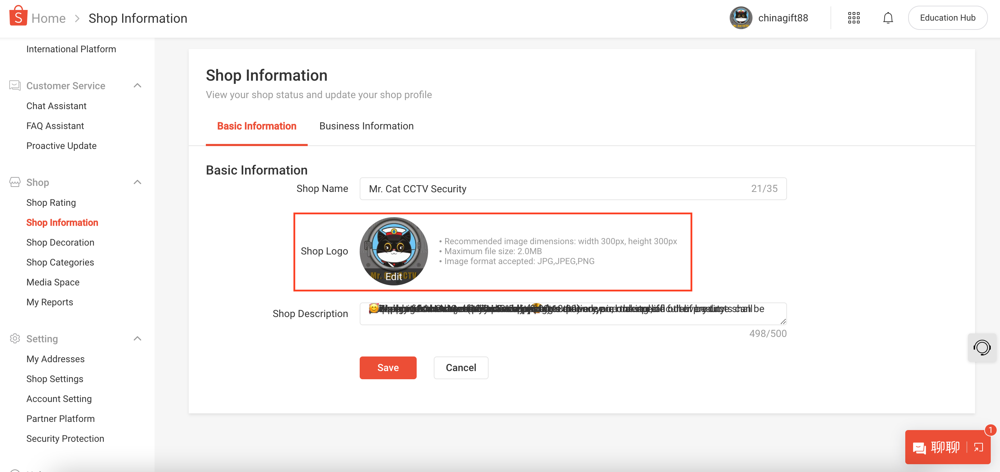 Home > Shop Information
chinagift88
Education Hub
International Platform
Customer Service
Chat Assistant
FAQ Assistant
Proactive Update
Shop
Shop Rating
Shop Information
Shop Decoration
Shop Categories
Media Space
My Reports
Setting
My Addresses
Shop Settings
Account Setting
Partner Platform
Security Protection
Shop Information
View your shop status and update your shop profile
Basic Information
Business Information
Basic Information
Shop Name
Mr. Cat CCTV Security
21/35
Shop Logo
Mr. Cat CCTV
Edit
• Recommended image dimensions: width 300px, height 300px
• Maximum file size: 2.0MB
• Image format accepted: JPG,JPEG,PNG
Shop Description
498/500
Save
Cancel
1
聊聊